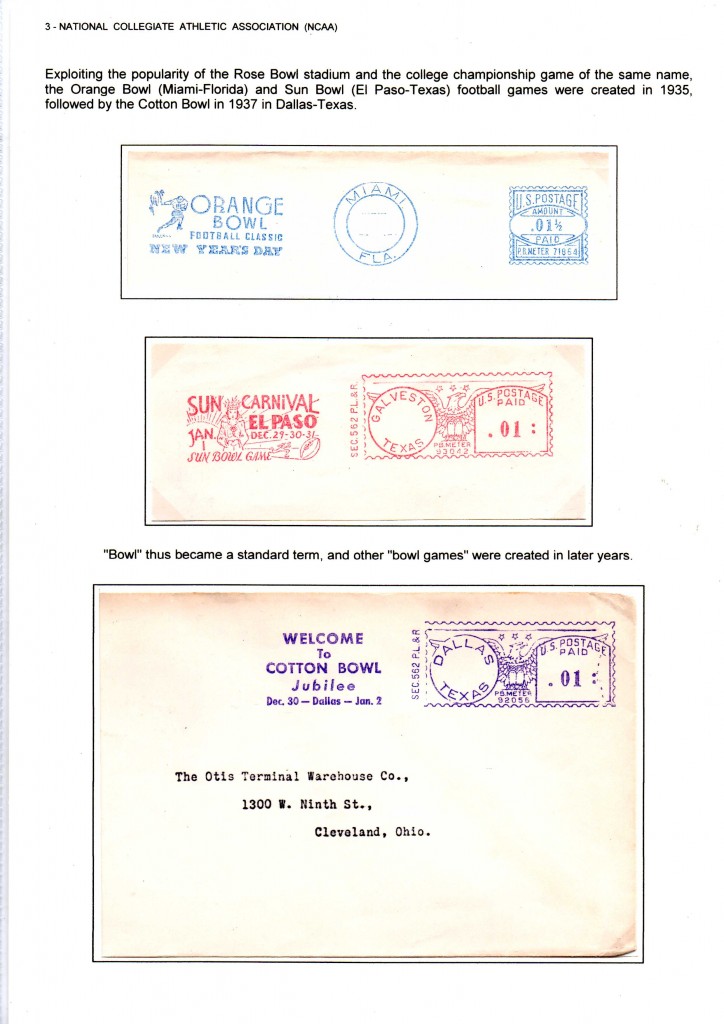 3 - NATIONAL COLLEGIATE ATHLETIC ASSOCIATION (NCAA)
Exploiting the popularity of the Rose Bowl stadium and the college championship game of the same name,
the Orange Bowl (Miami-Florida) and Sun Bowl (El Paso-Texas) football games were created in 1935,
followed by the Cotton Bowl in 1937 in Dallas-Texas.
ORANGE
BOWL
FOOTBALL CLASSIC
NEW YEAR'S DAY
MIAMI
FLA.
U.S. POSTAGE
AMOUNT
.01½
PAID
P.B. METER 71664
SUN CARNIVAL
EL PASO
JAN. 1
DEC. 29-30-31
SUN BOWL GAME
SEC. 562 P.L.&R.
GALVESTON
TEXAS
P.B. METER
93042
U.S. POSTAGE
PAID
.01:
"Bowl" thus became a standard term, and other "bowl games" were created in later years.
WELCOME
To
COTTON BOWL
Jubilee
Dec. 30 — Dallas — Jan. 2
SEC. 562 P.L.&R
DALLAS
TEXAS
P.B. METER
92056
U.S. POSTAGE
PAID
.01:
The Otis Terminal Warehouse Co.,
1300 W. Ninth St.,
Cleveland, Ohio.